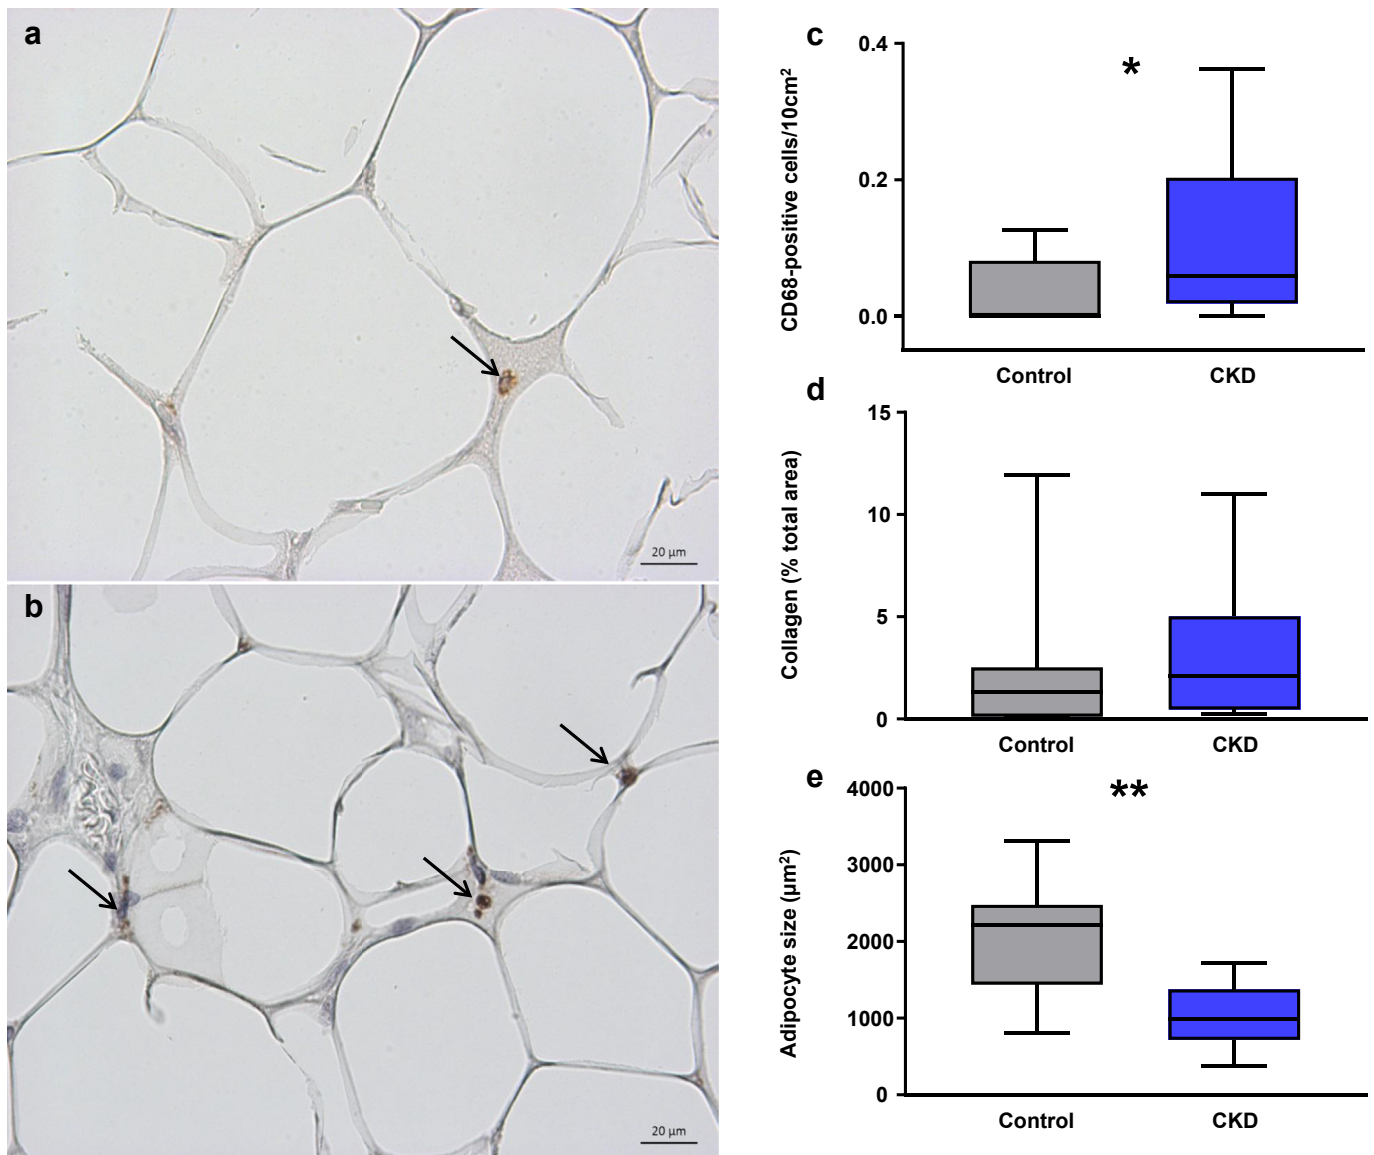 a
20 µm
b
20 µm
c
CD68-positive cells/10cm²
0.4
0.2
0.0
*
Control CKD
d
Collagen (% total area)
15
10
5
0
Control CKD
e
Adipocyte size (µm²)
4000
3000
2000
1000
0
**
Control CKD